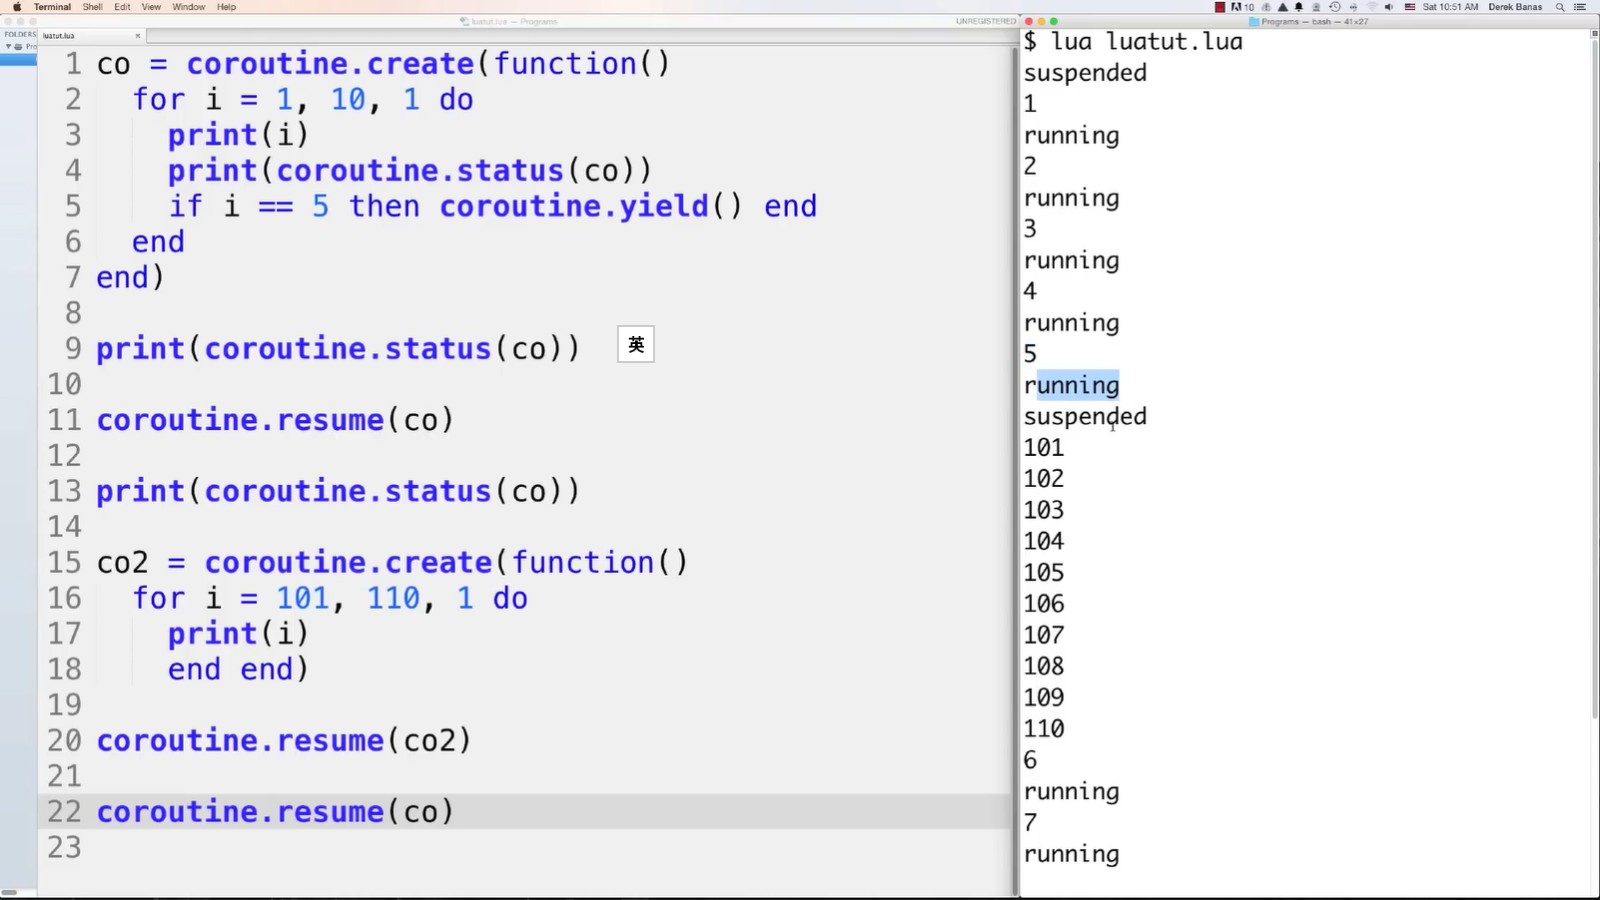 Terminal Shell Edit View Window Help
10 Sat 10:51 AM Derek Banas
luatut.lua — Programs
UNREGISTERED
Programs — bash — 41×27
FOLDERS
luatut.lua
1 co = coroutine.create(function()
2 for i = 1, 10, 1 do
3 print(i)
4 print(coroutine.status(co))
5 if i == 5 then coroutine.yield() end
6 end
7 end)
8
9 print(coroutine.status(co))
英
10
11 coroutine.resume(co)
12
13 print(coroutine.status(co))
14
15 co2 = coroutine.create(function()
16 for i = 101, 110, 1 do
17 print(i)
18 end end)
19
20 coroutine.resume(co2)
21
22 coroutine.resume(co)
23
$ lua luatut.lua
suspended
1
running
2
running
3
running
4
running
5
running
suspended
101
102
103
104
105
106
107
108
109
110
6
running
7
running